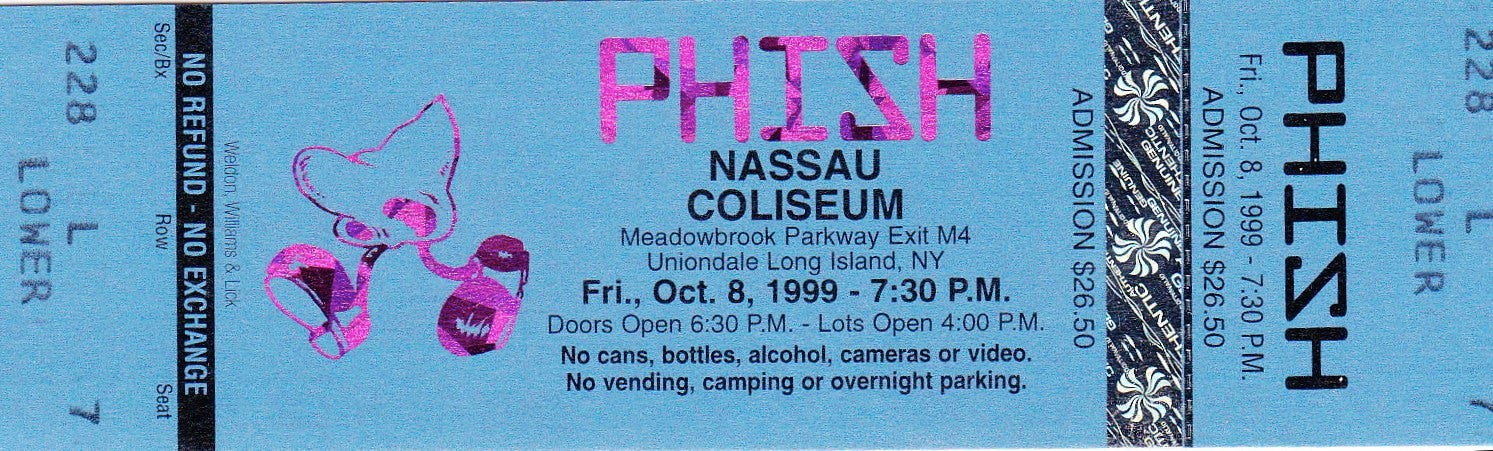 228 L 7
LOWER
Sec/Bx Row Seat
NO REFUND - NO EXCHANGE
Weldon, Williams & Lick
PHISH
NASSAU
COLISEUM
Meadowbrook Parkway Exit M4
Uniondale Long Island, NY
Fri., Oct. 8, 1999 - 7:30 P.M.
Doors Open 6:30 P.M. - Lots Open 4:00 P.M.
No cans, bottles, alcohol, cameras or video.
No vending, camping or overnight parking.
ADMISSION $26.50
GENUINE
AUTHENTIC
ADMISSION $26.50
Fri., Oct. 8, 1999 - 7:30 P.M.
PHISH
LOWER
228 L 7